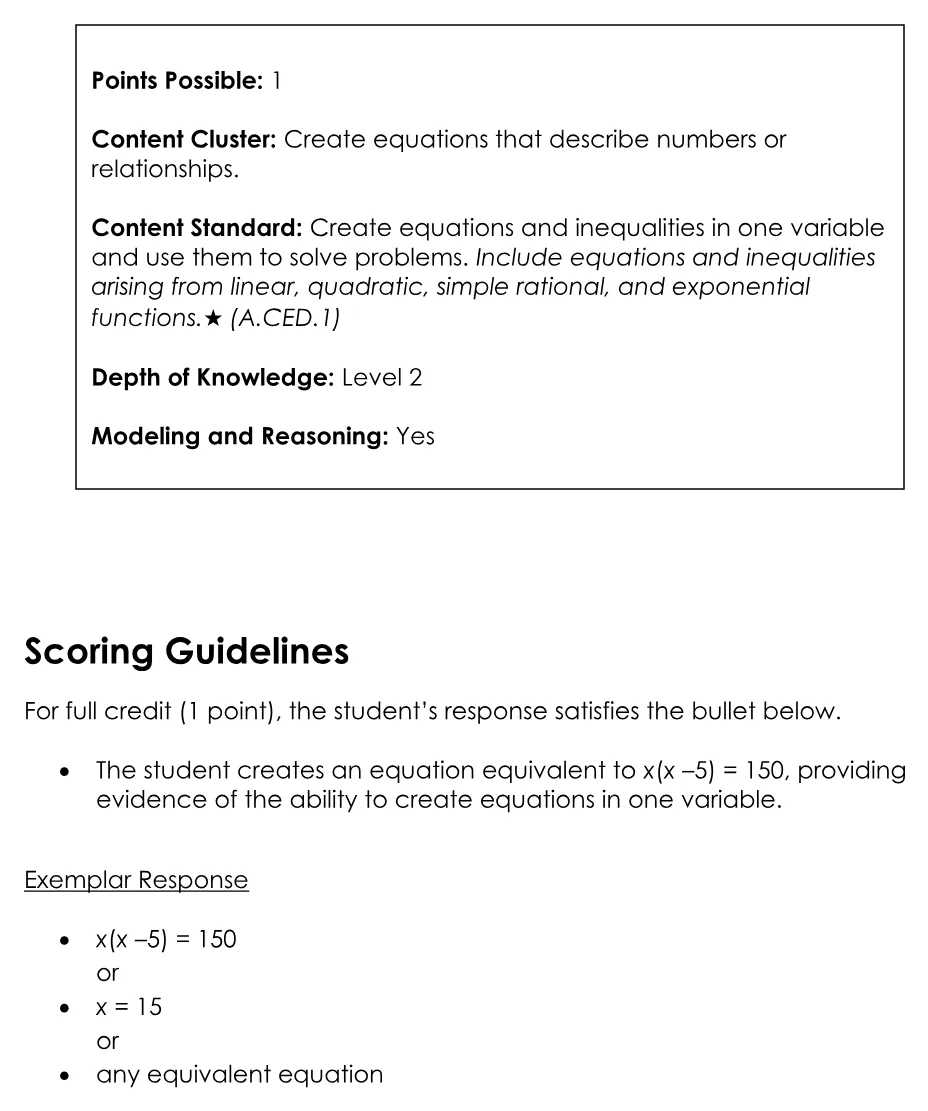 Points Possible: 1
Content Cluster: Create equations that describe numbers or
relationships.
Content Standard: Create equations and inequalities in one variable
and use them to solve problems. Include equations and inequalities
arising from linear, quadratic, simple rational, and exponential
functions.★ (A.CED.1)
Depth of Knowledge: Level 2
Modeling and Reasoning: Yes
Scoring Guidelines
For full credit (1 point), the student’s response satisfies the bullet below.
• The student creates an equation equivalent to x(x –5) = 150, providing
evidence of the ability to create equations in one variable.
Exemplar Response
• x(x –5) = 150
or
• x = 15
or
• any equivalent equation